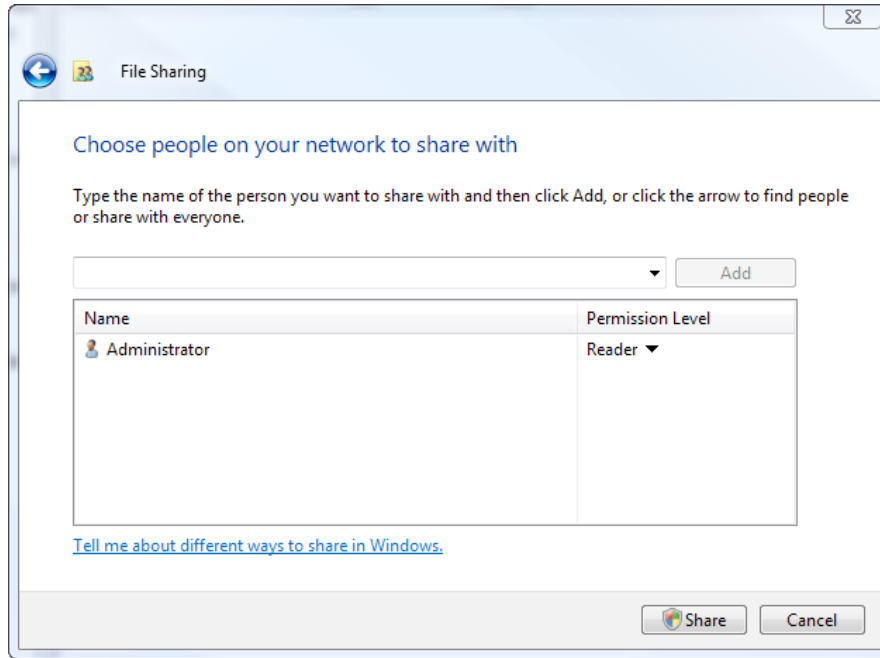 File Sharing
Choose people on your network to share with
Type the name of the person you want to share with and then click Add, or click the arrow to find people
or share with everyone.
Add
Name Permission Level
Administrator Reader
Tell me about different ways to share in Windows.
Share Cancel